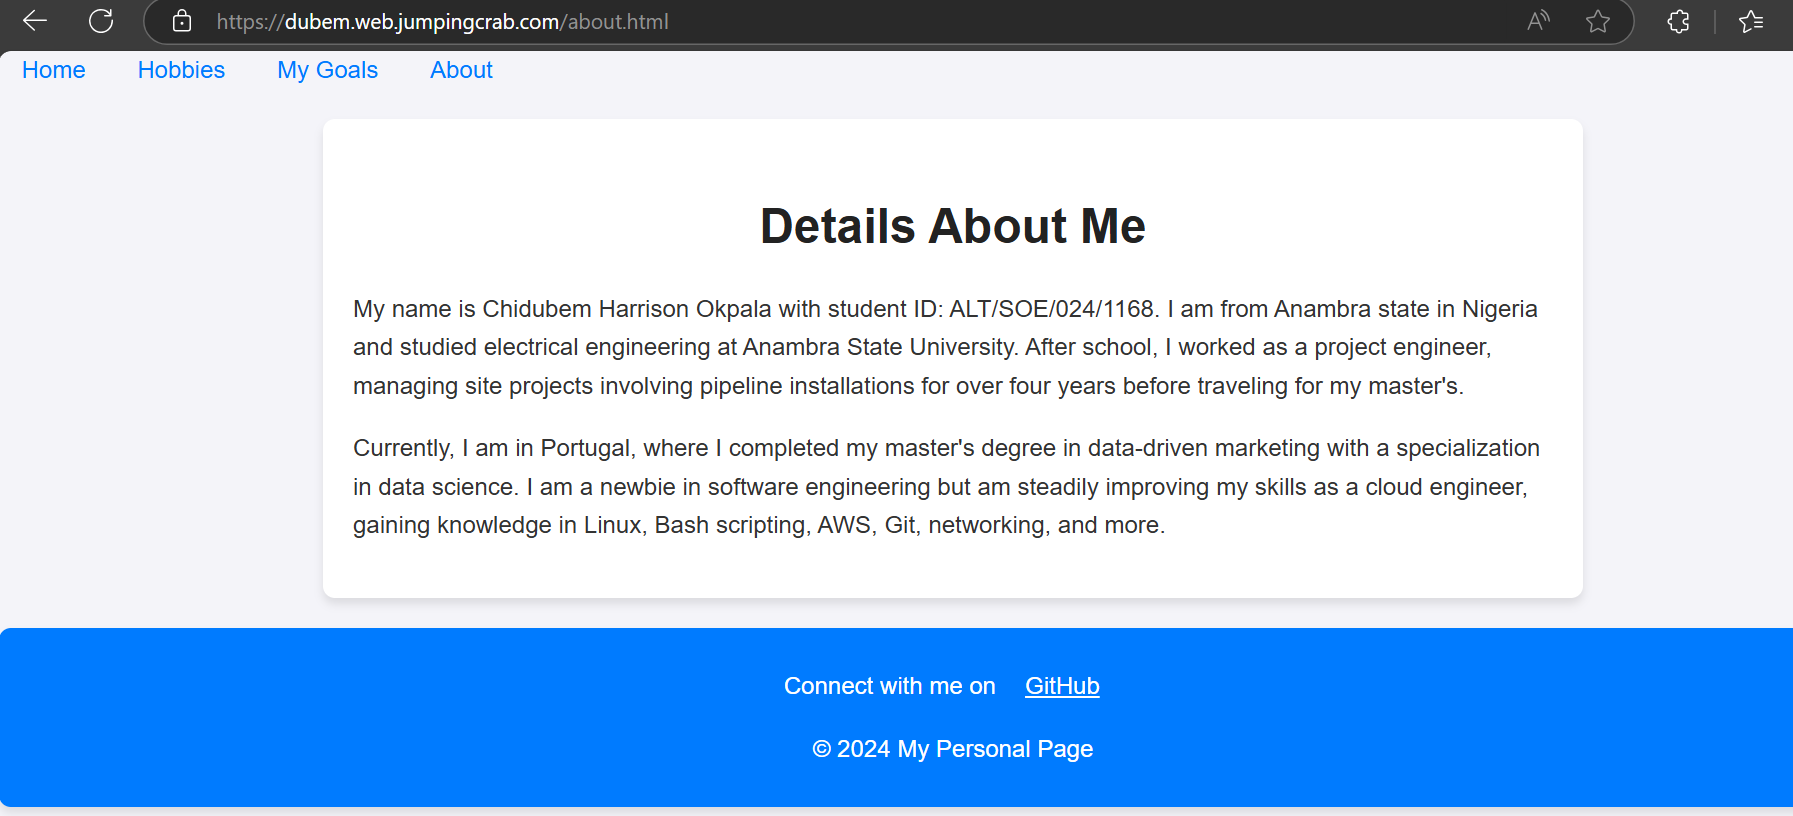 https://dubem.web.jumpingcrab.com/about.html
Home Hobbies My Goals About
Details About Me
My name is Chidubem Harrison Okpala with student ID: ALT/SOE/024/1168. I am from Anambra state in Nigeria
and studied electrical engineering at Anambra State University. After school, I worked as a project engineer,
managing site projects involving pipeline installations for over four years before traveling for my master's.
Currently, I am in Portugal, where I completed my master's degree in data-driven marketing with a specialization
in data science. I am a newbie in software engineering but am steadily improving my skills as a cloud engineer,
gaining knowledge in Linux, Bash scripting, AWS, Git, networking, and more.
Connect with me on GitHub
© 2024 My Personal Page